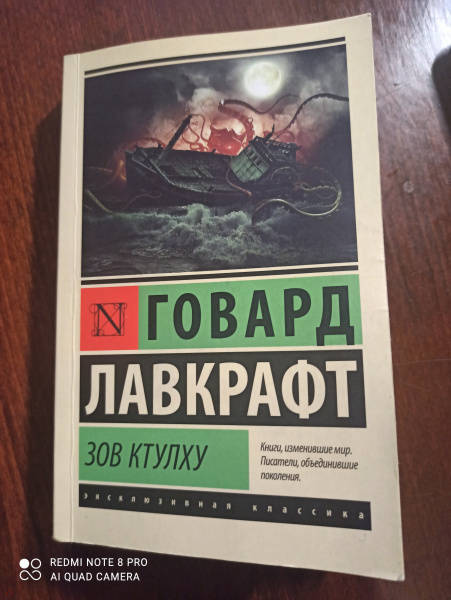 N
ГОВАРД
ЛАВКРАФТ
ЗОВ КТУЛХУ
Книги, изменившие мир.
Писатели, объединившие
поколения.
эксклюзивная классика
REDMI NOTE 8 PRO
AI QUAD CAMERA